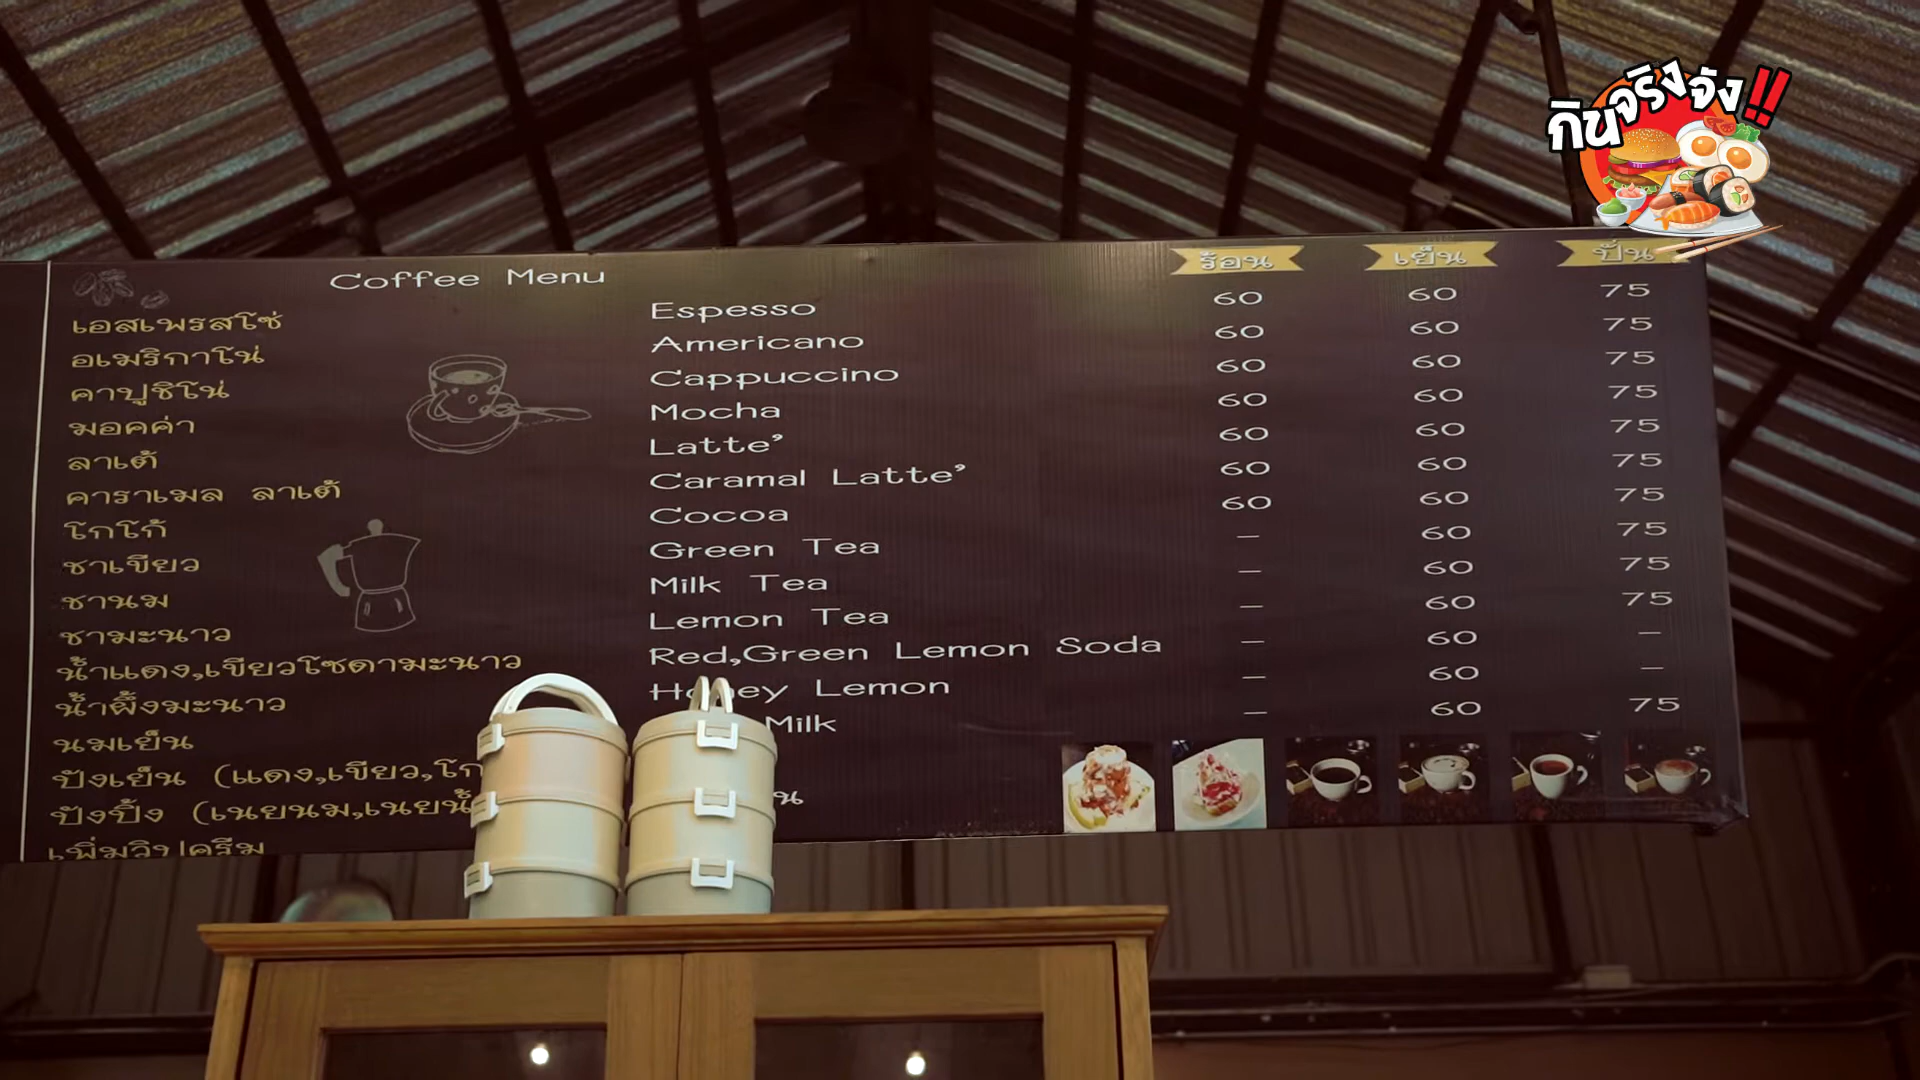 กินจริงจัง!!
Coffee Menu ร้อน เย็น ปั่น
เอสเพรสโซ่ Espesso 60 60 75
อเมริกาโน่ Americano 60 60 75
คาปูชิโน่ Cappuccino 60 60 75
มอคค่า Mocha 60 60 75
ลาเต้ Latte’ 60 60 75
คาราเมล ลาเต้ Caramal Latte’ 60 60 75
โกโก้ Cocoa 60 60 75
ชาเขียว Green Tea – 60 75
ชานม Milk Tea – 60 75
ชามะนาว Lemon Tea – 60 75
น้ำแดง,เขียวโซดามะนาว Red,Green Lemon Soda – 60 –
น้ำผึ้งมะนาว Honey Lemon – 60 –
นมเย็น Milk – 60 75
ปังเย็น (แดง,เขียว,โก
ปังปิ้ง (เนยนม,เนยน้ำ
เพิ่มวิปครีม